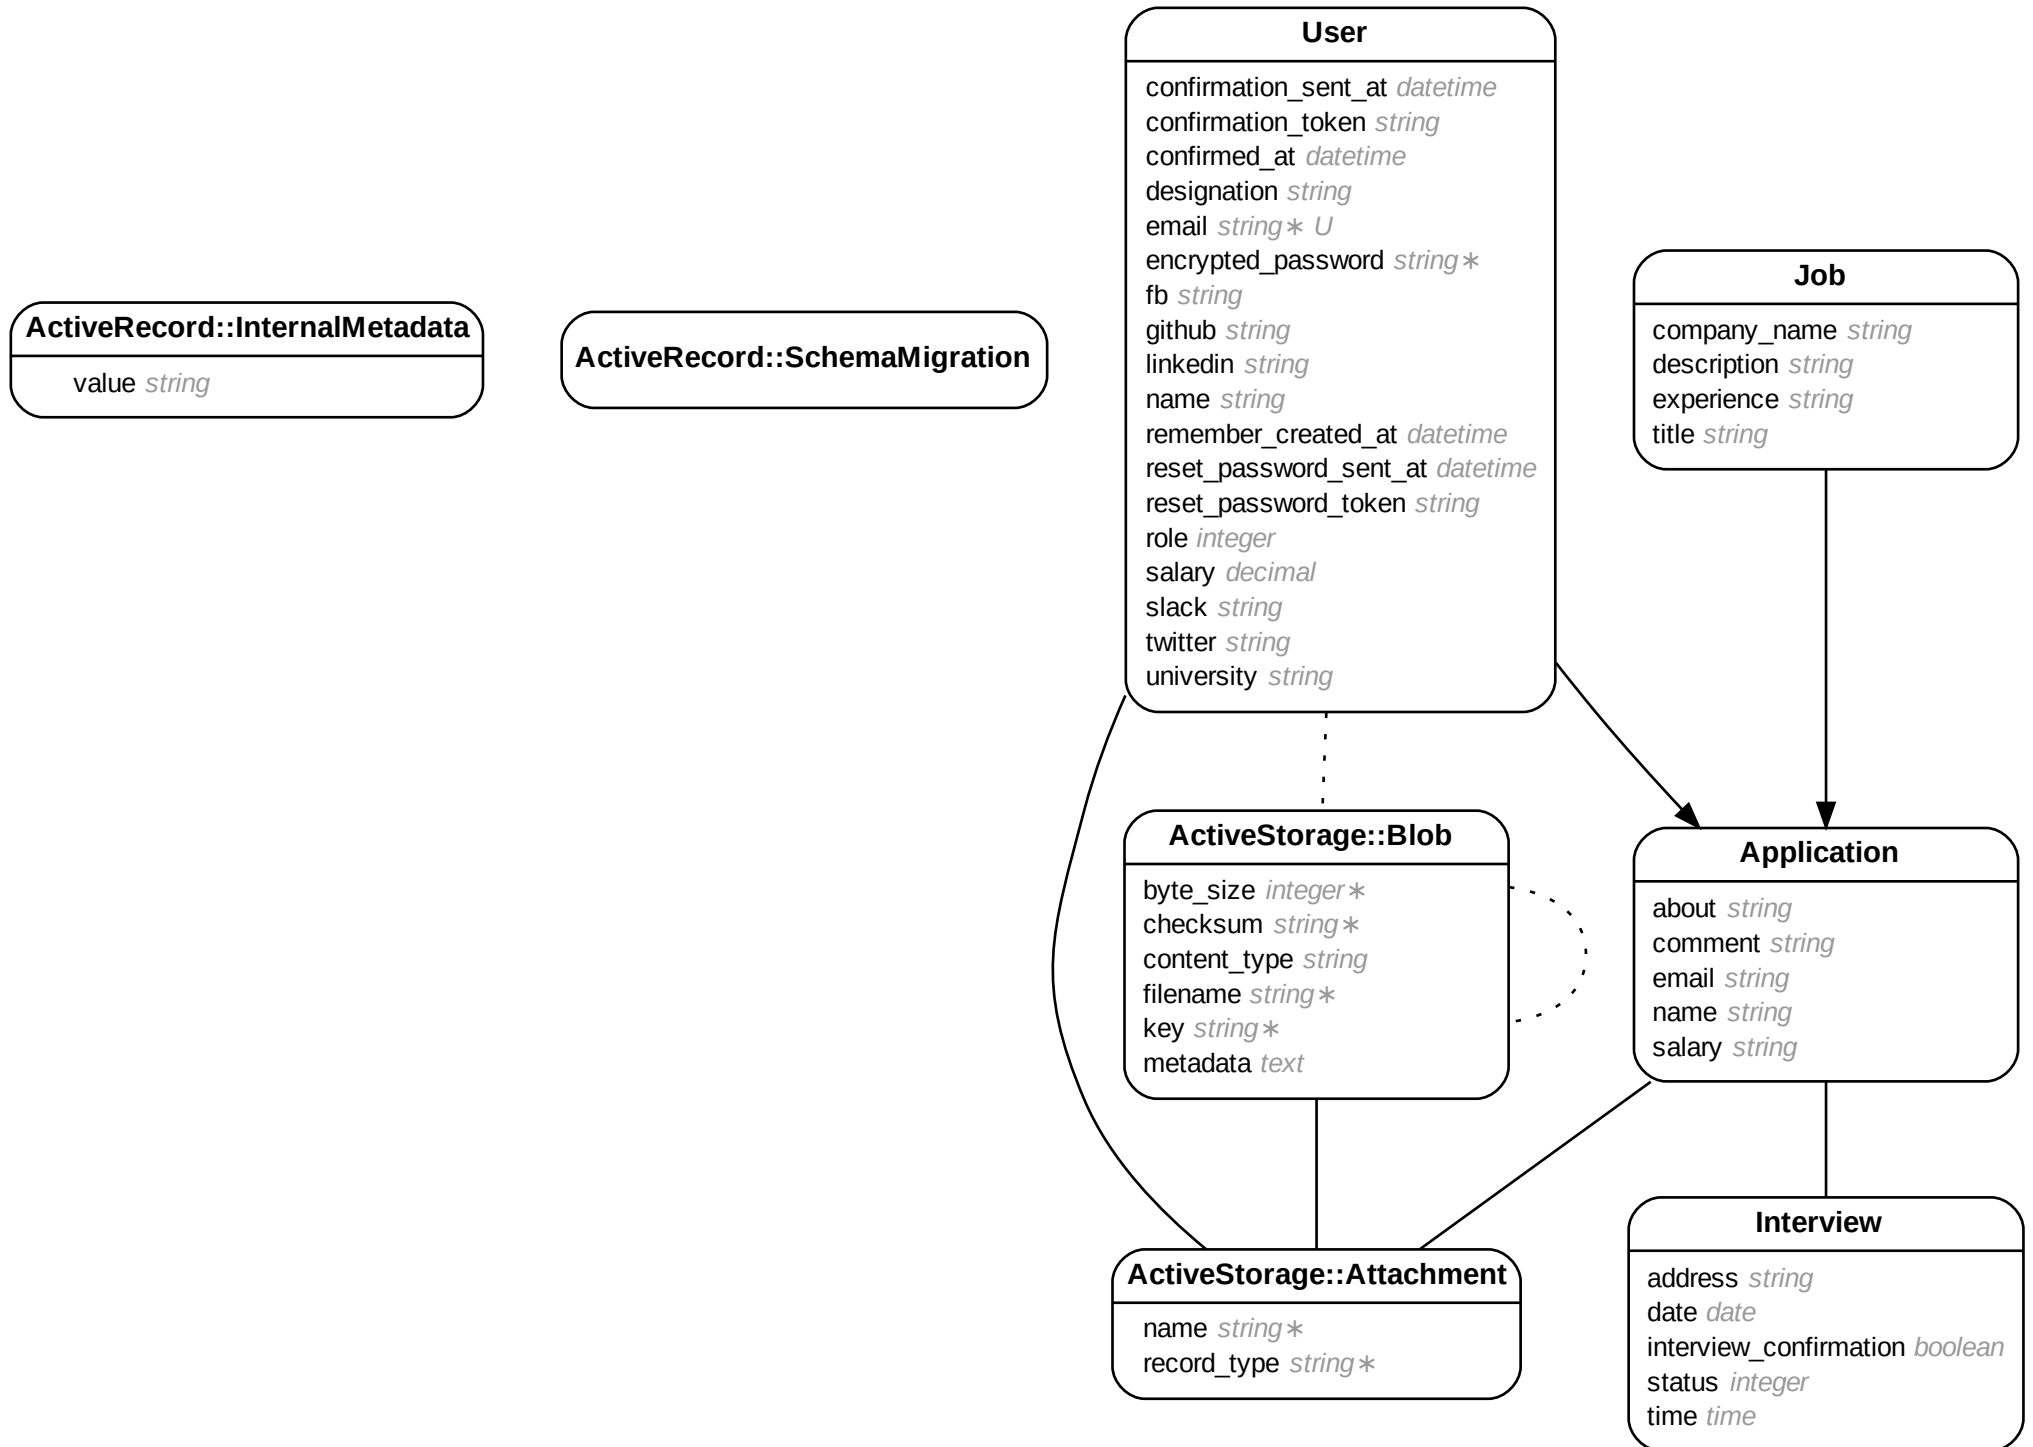 ActiveRecord::InternalMetadata
value string
ActiveRecord::SchemaMigration
User
confirmation_sent_at datetime
confirmation_token string
confirmed_at datetime
designation string
email string∗ U
encrypted_password string∗
fb string
github string
linkedin string
name string
remember_created_at datetime
reset_password_sent_at datetime
reset_password_token string
role integer
salary decimal
slack string
twitter string
university string
Job
company_name string
description string
experience string
title string
ActiveStorage::Blob
byte_size integer∗
checksum string∗
content_type string
filename string∗
key string∗
metadata text
Application
about string
comment string
email string
name string
salary string
ActiveStorage::Attachment
name string∗
record_type string∗
Interview
address string
date date
interview_confirmation boolean
status integer
time time